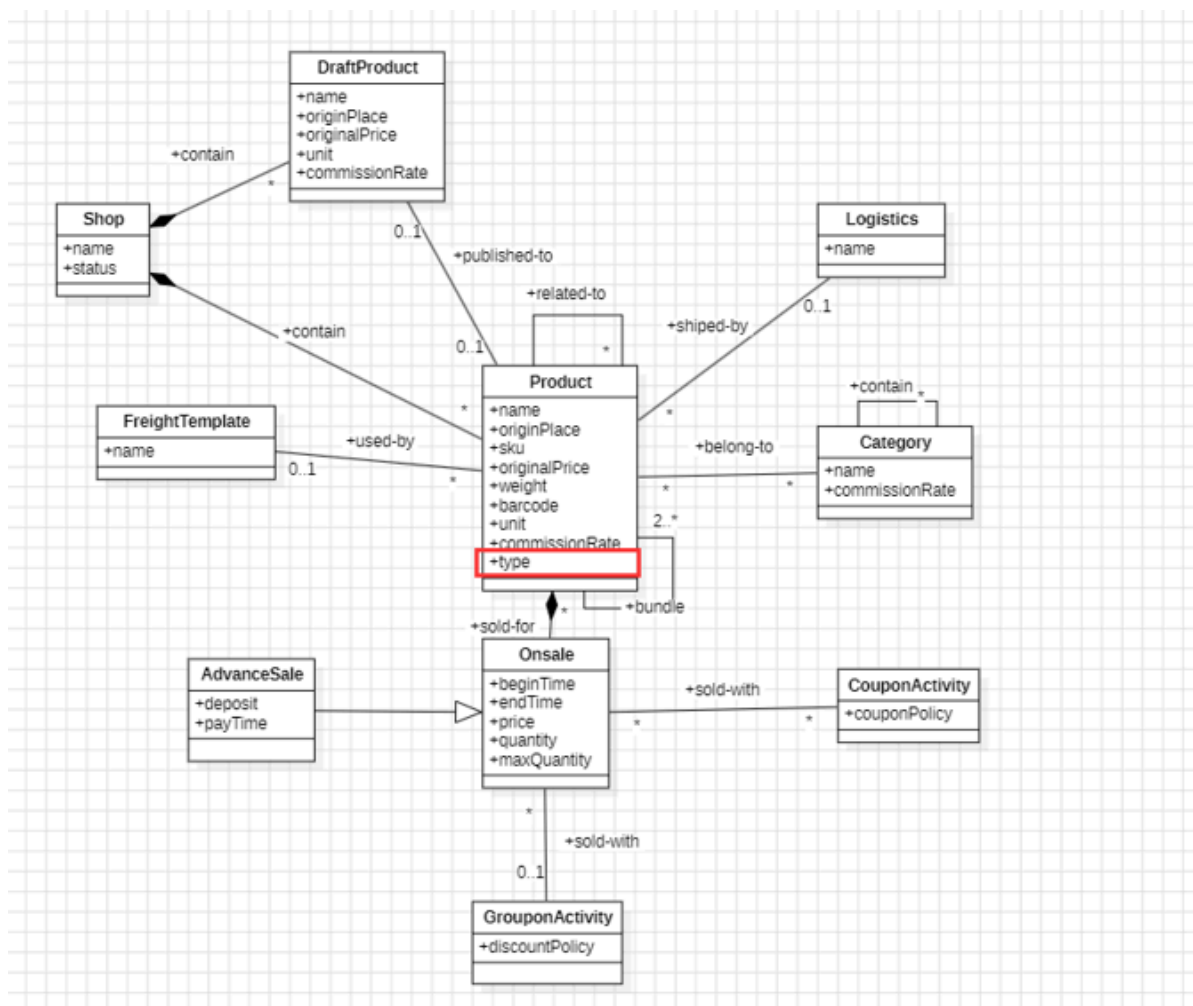 DraftProduct
+name
+originPlace
+originalPrice
+unit
+commissionRate
+contain
*
Shop
+name
+status
0..1
+published-to
Logistics
+name
+related-to
0..1
+shiped-by
+contain
0..1
*
Product
+name
+originPlace
+sku
+originalPrice
+weight
+barcode
+unit
+commissionRate
+type
*
*
+contain
*
Category
+name
+commissionRate
FreightTemplate
+name
+used-by
0..1
*
+belong-to
*
*
2..*
+bundle
*
+sold-for
Onsale
+beginTime
+endTime
+price
+quantity
+maxQuantity
AdvanceSale
+deposit
+payTime
+sold-with
*
*
CouponActivity
+couponPolicy
*
+sold-with
0..1
GrouponActivity
+discountPolicy